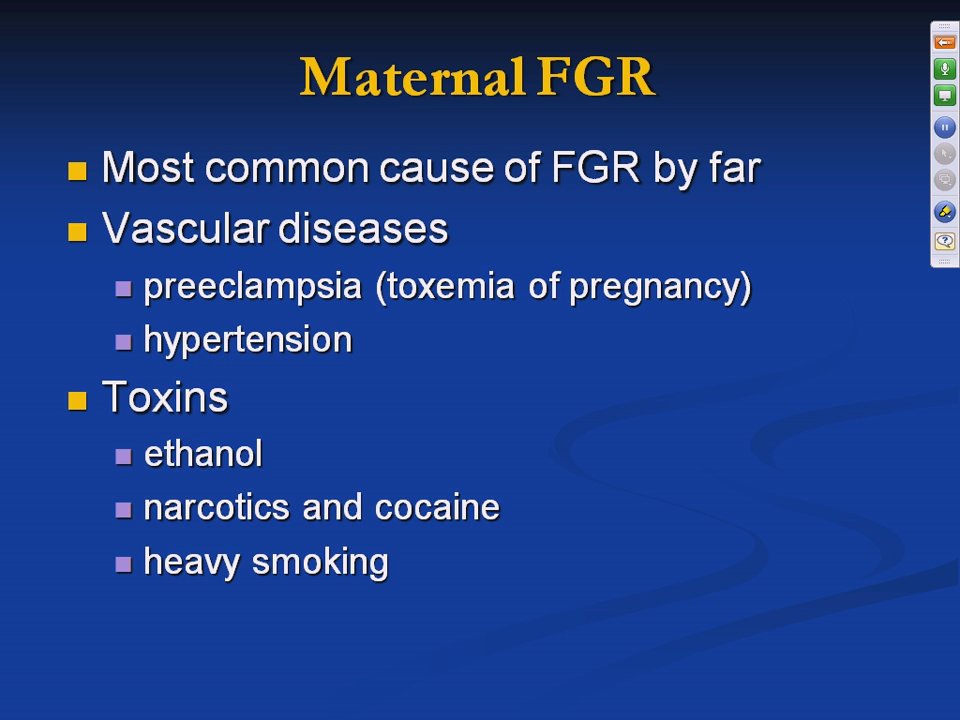 Maternal FGR
Most common cause of FGR by far
Vascular diseases
preeclampsia (toxemia of pregnancy)
hypertension
Toxins
ethanol
narcotics and cocaine
heavy smoking